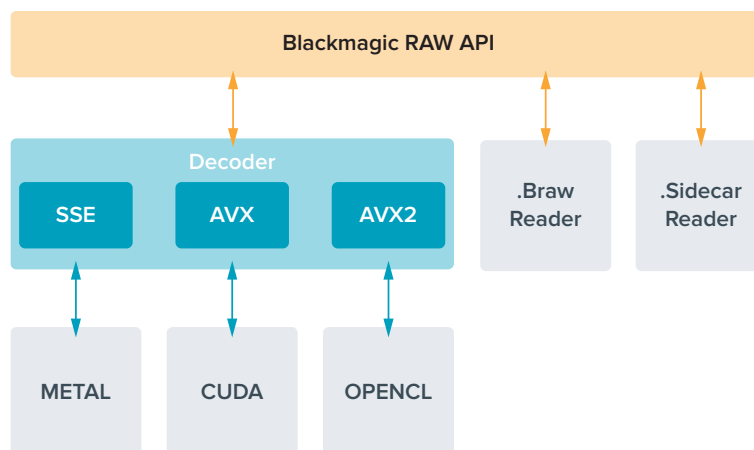 Blackmagic RAW API
Decoder
SSE
AVX
AVX2
.Braw
Reader
.Sidecar
Reader
METAL
CUDA
OPENCL